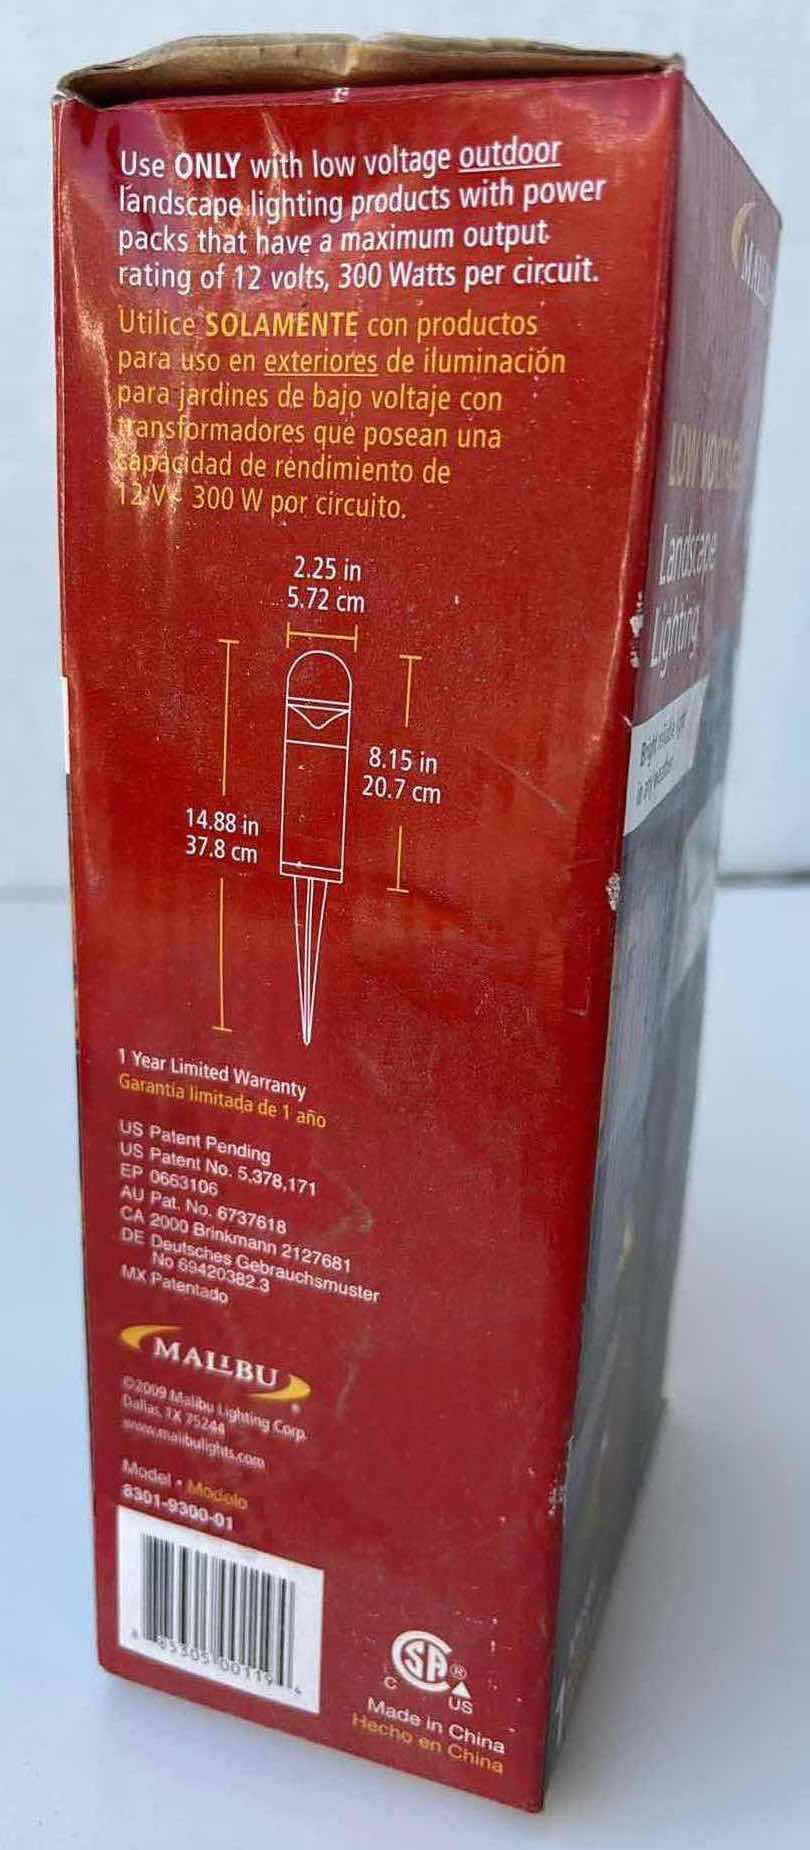 Use ONLY with low voltage outdoor
landscape lighting products with power
packs that have a maximum output
rating of 12 volts, 300 Watts per circuit.
Utilice SOLAMENTE con productos
para uso en exteriores de iluminación
para jardines de bajo voltaje con
transformadores que posean una
capacidad de rendimiento de
12 V~ 300 W por circuito.
2.25 in
5.72 cm
8.15 in
20.7 cm
14.88 in
37.8 cm
1 Year Limited Warranty
Garantía limitada de 1 año
US Patent Pending
US Patent No. 5,378,171
EP 0663106
AU Pat. No. 6737618
CA 2000 Brinkmann 2127681
DE Deutsches Gebrauchsmuster
No 69420382.3
MX Patentado
MALIBU
©2009 Malibu Lighting Corp.
Dallas, TX 75244
www.malibulights.com
Model • Modelo
8301-9300-01
CSA®
C US
Made in China
Hecho en China
LOW VOLTAGE
Landscape
Lighting
in any weather